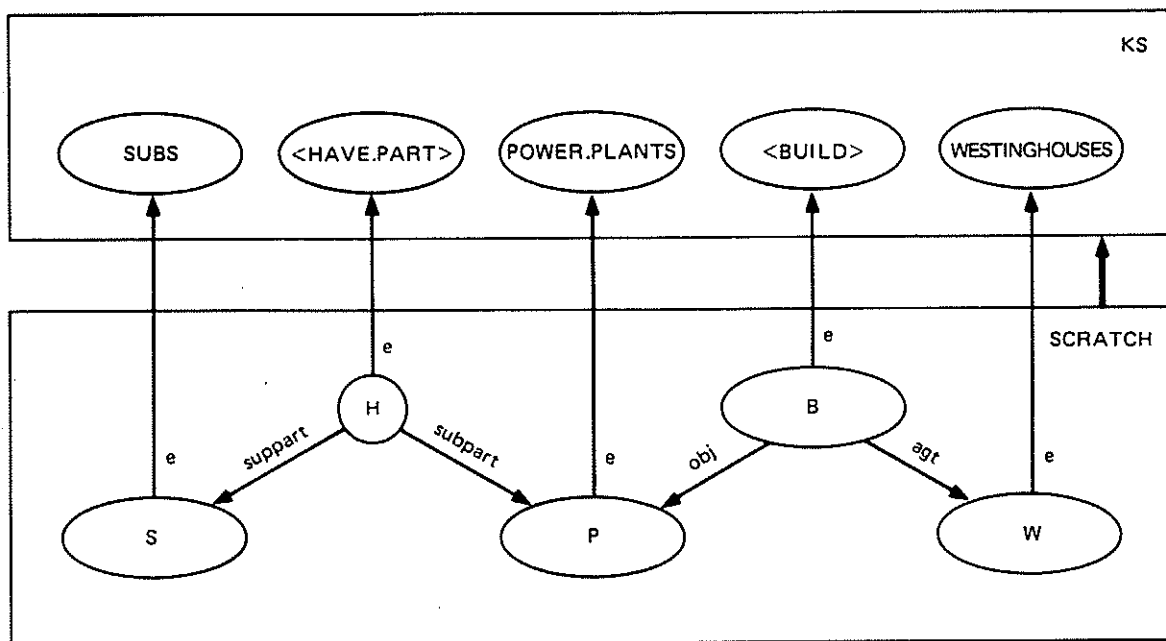 KS
SUBS
<HAVE.PART>
POWER.PLANTS
<BUILD>
WESTINGHOUSES
SCRATCH
e
e
H
B
suppart
subpart
obj
agt
e
e
e
S
P
W